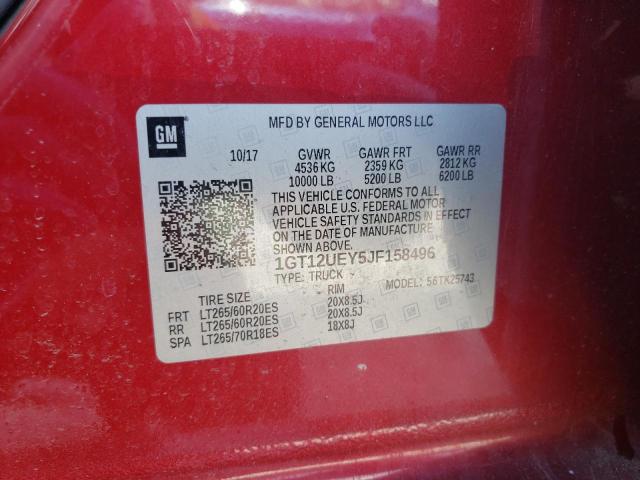 GM
MFD BY GENERAL MOTORS LLC
10/17 GVWR GAWR FRT GAWR RR
4536 KG 2359 KG 2812 KG
10000 LB 5200 LB 6200 LB
THIS VEHICLE CONFORMS TO ALL
APPLICABLE U.S. FEDERAL MOTOR
VEHICLE SAFETY STANDARDS IN EFFECT
ON THE DATE OF MANUFACTURE
SHOWN ABOVE.
1GT12UEY5JF158496
TYPE: TRUCK MODEL: 56TK25743
TIRE SIZE RIM
FRT LT265/60R20ES 20X8.5J
RR LT265/60R20ES 20X8.5J
SPA LT265/70R18ES 18X8J